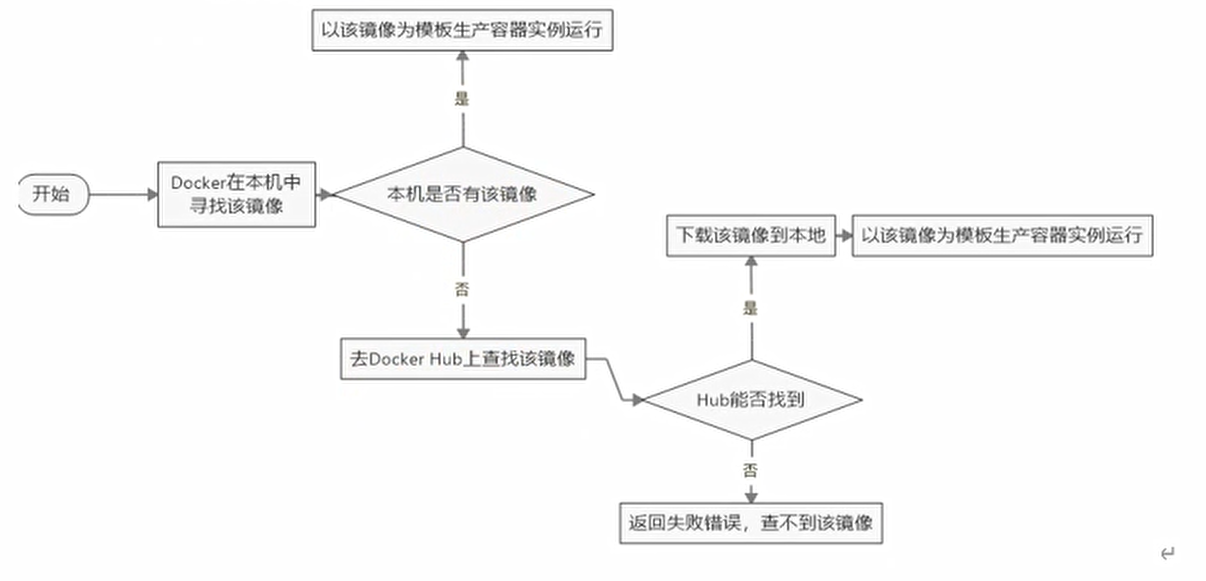 以该镜像为模板生产容器实例运行
是
开始
Docker在本机中
寻找该镜像
本机是否有该镜像
否
去Docker Hub上查找该镜像
下载该镜像到本地
以该镜像为模板生产容器实例运行
是
Hub能否找到
否
返回失败错误，查不到该镜像